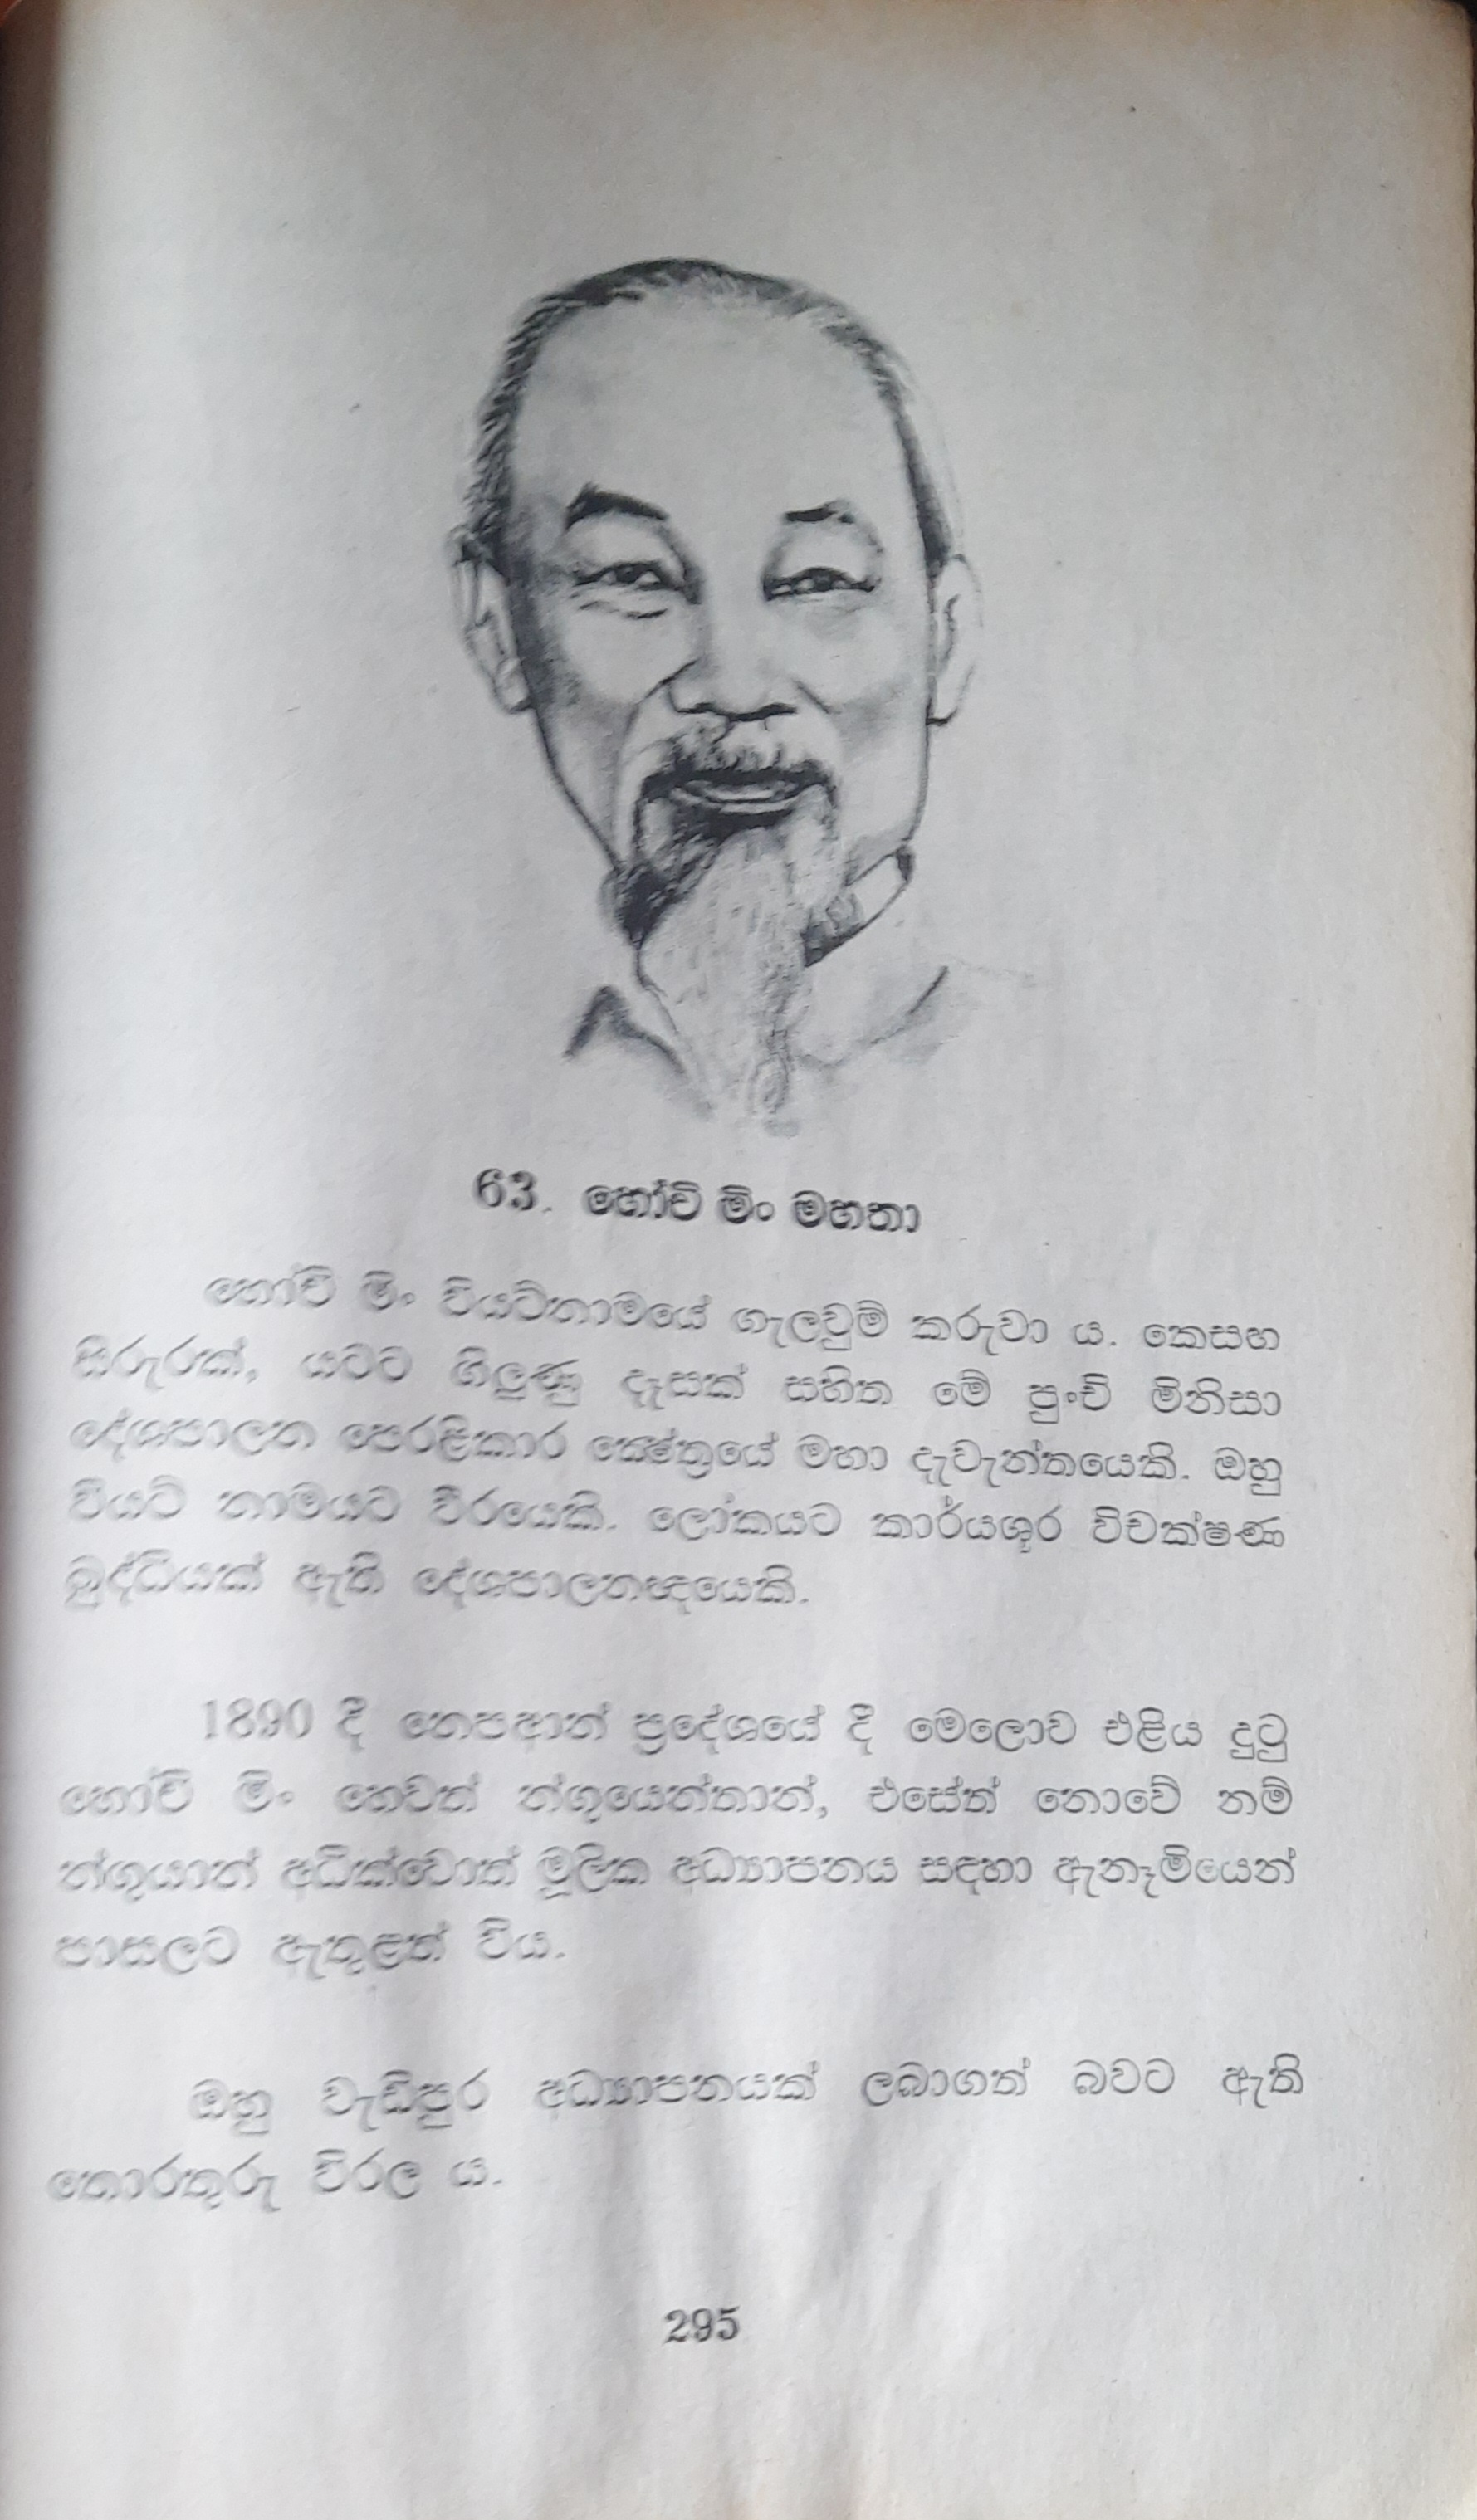 63. හෝචි මිං මහතා
හෝචි මිං වියට්නාමයේ ගැලවුම් කරුවා ය. කෙසඟ
සිරුරක්, යටට ගිලුණු දෑසක් සහිත මේ පුංචි මිනිසා
දේශපාලන පෙරළිකාර ක්‍ෂේත්‍රයේ මහා දැවැන්තයෙකි. ඔහු
වියට් නාමයට වීරයෙකි. ලෝකයට කාර්යශූර විචක්ෂණ
බුද්ධියක් ඇති දේශපාලනඥයෙකි.
1890 දී නෙපආන් ප්‍රදේශයේ දී මෙලොව එළිය දුටු
හෝචි මිං හෙවත් න්ගුයෙන්තාන්, එසේත් නොවේ නම්
න්ගුයාන් අයික්වොත් මූලික අධ්‍යාපනය සඳහා ඇනෑමියෙන්
පාසලට ඇතුළත් විය.
ඔහු වැඩිපුර අධ්‍යාපනයක් ලබාගත් බවට ඇති
තොරතුරු විරල ය.
295